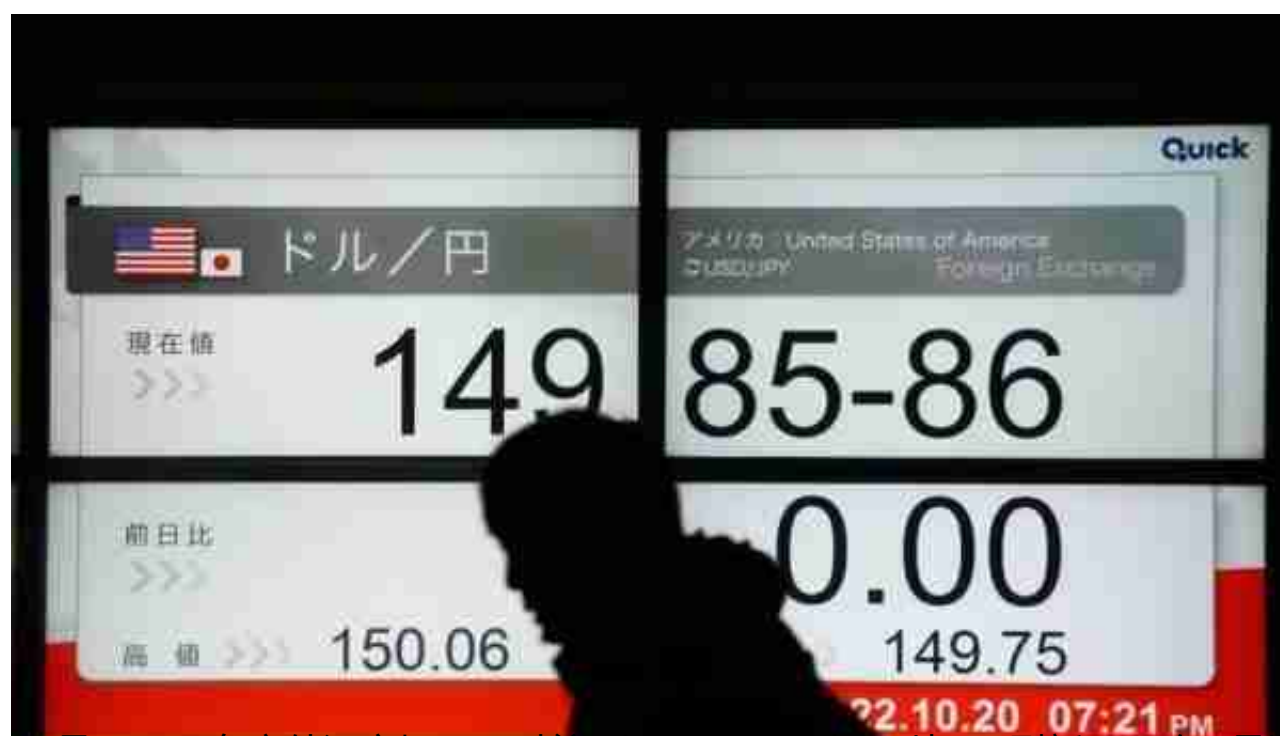 Quick
ドル／円
アメリカ : United States of America
USD/JPY Foreign Exchange
現在値 149 85-86
>>>
前日比 0.00
>>>
高値 >>> 150.06 149.75
22.10.20 07:21 PM